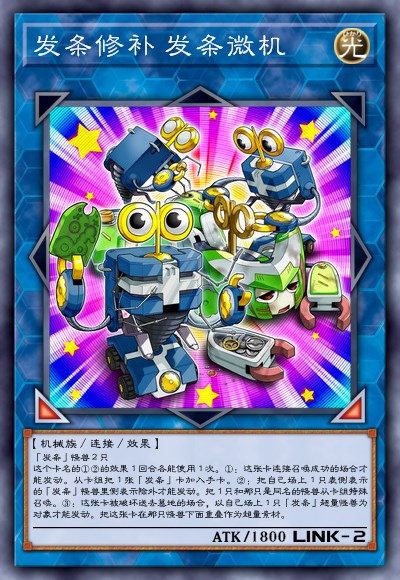 发条修补 发条微机
ひかり
光
【机械族／连接／效果】
「发条」怪兽２只
这个卡名的①②的效果１回合各能使用１次。①：这张卡连接召唤成功的场合才
能发动。从卡组把１张「发条」卡加入手卡。②：把自己场上１只表侧表示
的「发条」怪兽里侧表示除外才能发动。把１只和那只是同名的怪兽从卡组特殊
召唤。③：这张卡被破坏送去墓地的场合，以自己场上１只「发条」超量怪兽为
对象才能发动。把这张卡在那只怪兽下面重叠作为超量素材。
ATK/1800 LINK-2